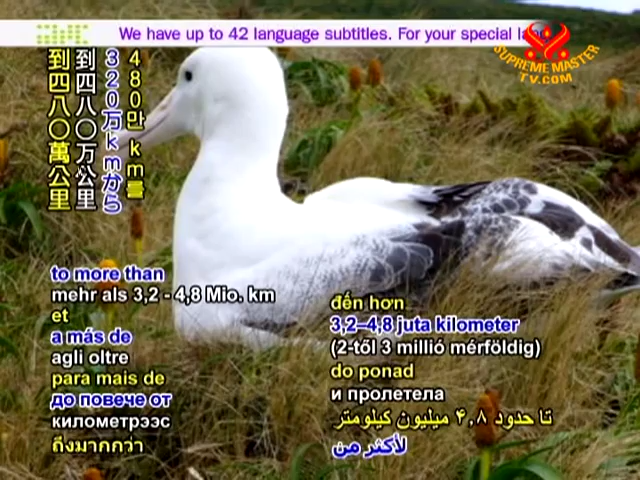 We have up to 42 language subtitles. For your special
SUPREME MASTER
TV.COM
480만 km를
320万kmから
到四八〇万公里
到四八〇萬公里
to more than
mehr als 3,2 - 4,8 Mio. km
et
a más de
agli oltre
para mais de
до повече от
километрээс
ถึงมากกว่า
đến hơn
3,2–4,8 juta kilometer
(2-től 3 millió mérföldig)
do ponad
и пролетела
تا حدود ۴,۸ میلیون کیلومتر
لأكثر من